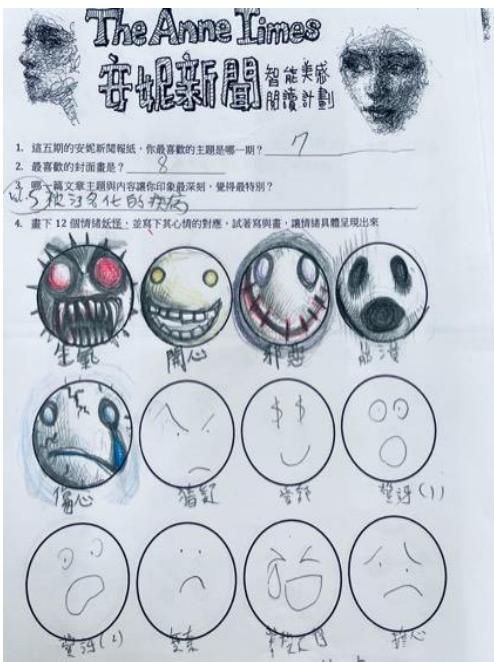 The Anne Times
安妮新聞 智能美感
閱讀計劃
1. 這五期的安妮新聞報紙，你最喜歡的主題是哪一期？ 7
2. 最喜歡的封面畫是？ 8
3. 哪一篇文章主題與內容讓你印象最深刻，覺得最特別？
被汙名化的疾病
4. 畫下 12 個情緒妖怪、並寫下其心情的對應，試著寫與畫，讓情緒具體呈現出來
生氣 開心 邪惡
傷心 猜疑 驚訝(1)
驚訝(2) 擔心